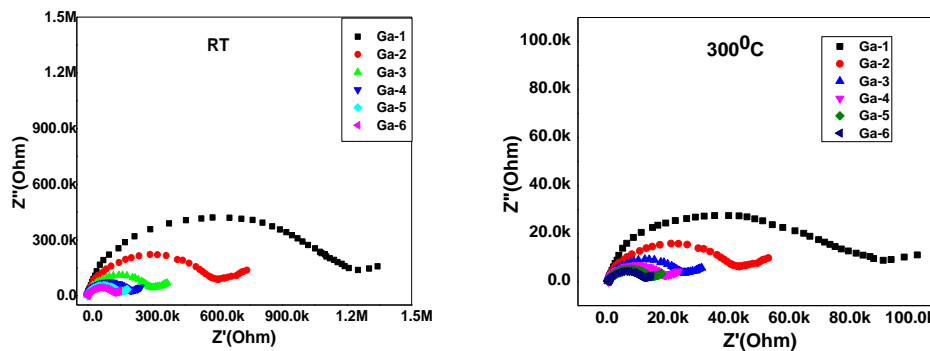 RT
1.5M
1.2M
900.0k
600.0k
300.0k
0.0
Z''(Ohm)
0.0 300.0k 600.0k 900.0k 1.2M 1.5M
Z'(Ohm)
Ga-1
Ga-2
Ga-3
Ga-4
Ga-5
Ga-6
300⁰C
100.0k
80.0k
60.0k
40.0k
20.0k
0.0
Z''(Ohm)
0.0 20.0k 40.0k 60.0k 80.0k 100.0k
Z'(Ohm)
Ga-1
Ga-2
Ga-3
Ga-4
Ga-5
Ga-6